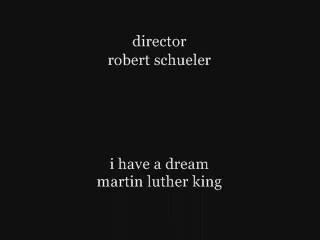 director
robert schueler
i have a dream
martin luther king